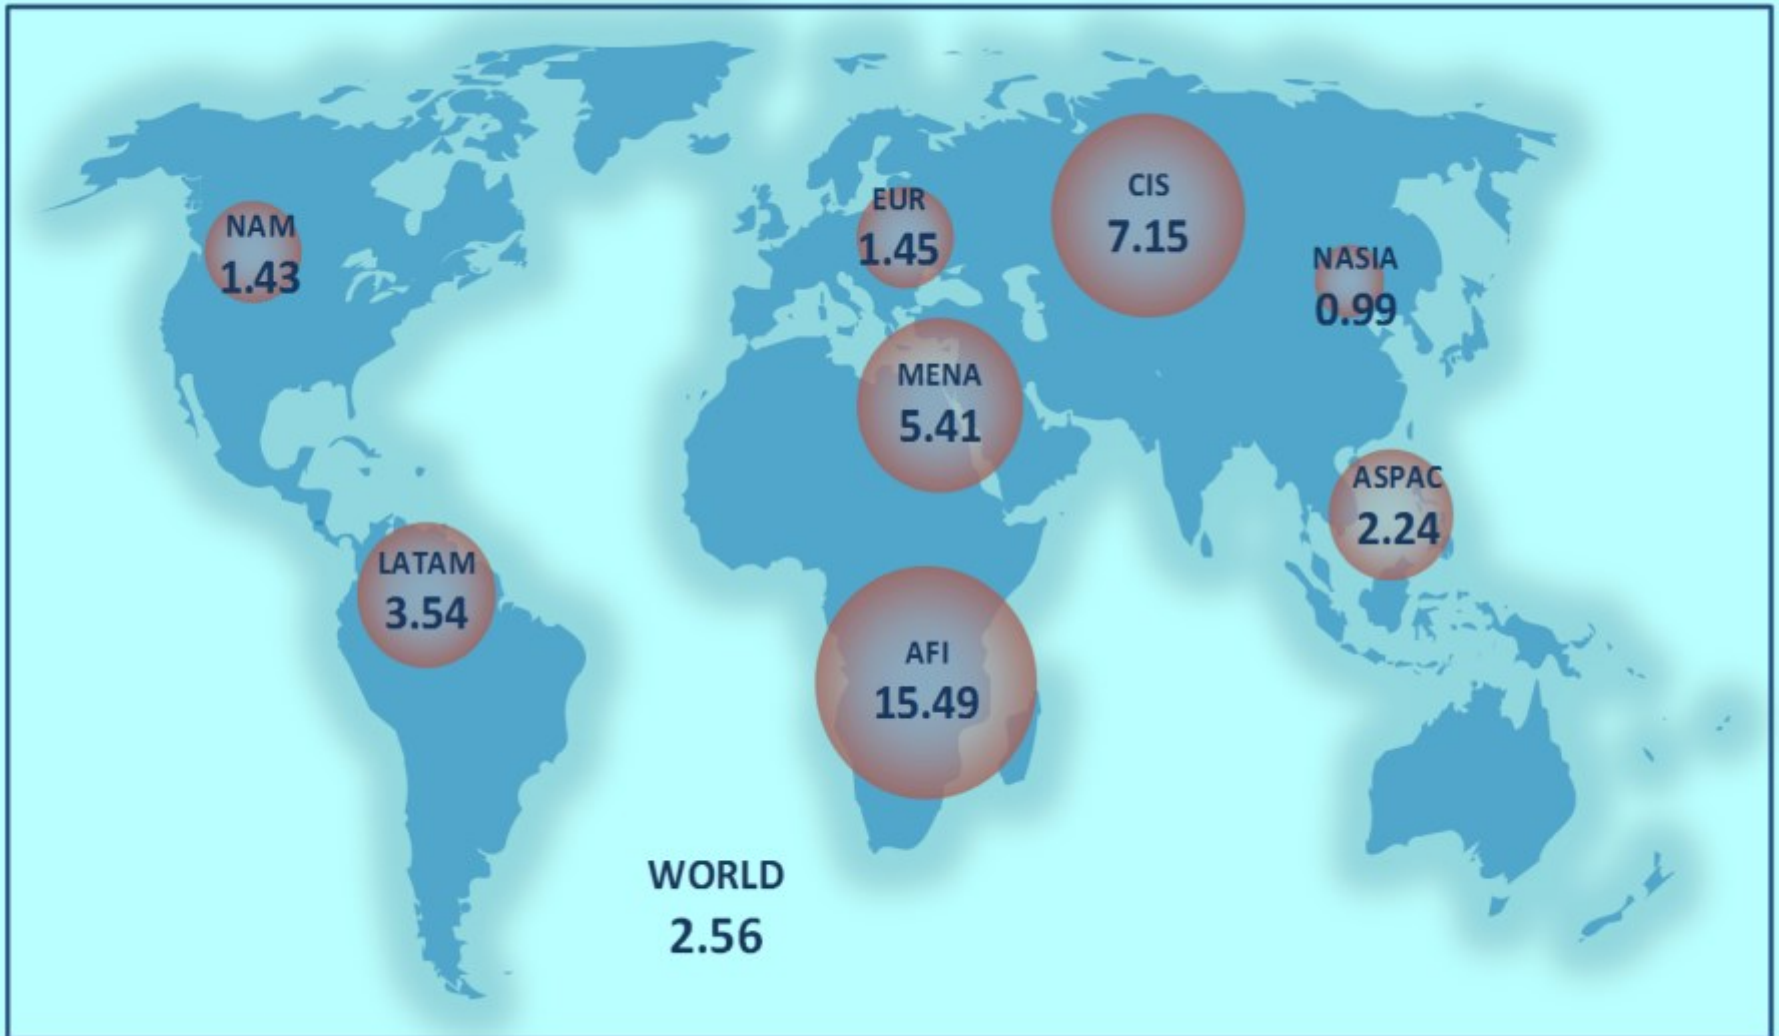 NAM
1.43
EUR
1.45
CIS
7.15
NASIA
0.99
MENA
5.41
ASPAC
2.24
LATAM
3.54
AFI
15.49
WORLD
2.56